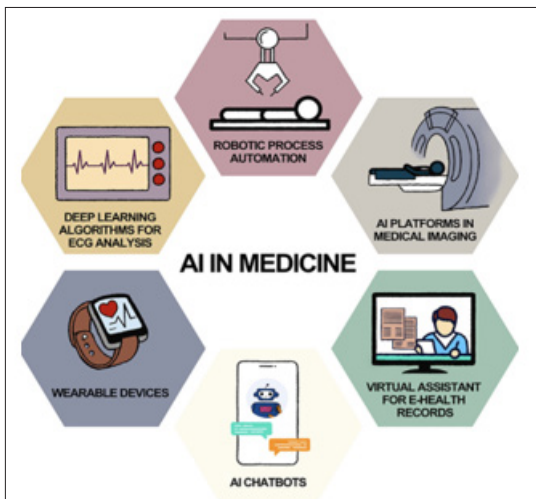 ROBOTIC PROCESS
AUTOMATION
DEEP LEARNING
ALGORITHMS FOR
ECG ANALYSIS
AI PLATFORMS IN
MEDICAL IMAGING
AI IN MEDICINE
WEARABLE DEVICES
VIRTUAL ASSISTANT
FOR E-HEALTH
RECORDS
AI CHATBOTS